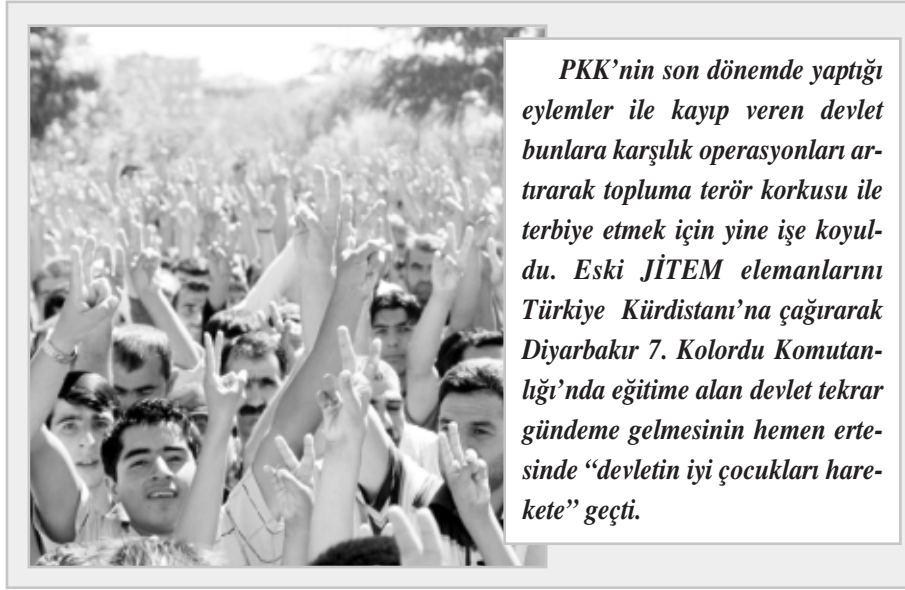 PKK’nin son dönemde yaptığı
eylemler ile kayıp veren devlet
bunlara karşılık operasyonları ar-
tırarak topluma terör korkusu ile
terbiye etmek için yine işe koyul-
du. Eski JİTEM elemanlarını
Türkiye Kürdistanı’na çağırarak
Diyarbakır 7. Kolordu Komutan-
lığı’nda eğitime alan devlet tekrar
gündeme gelmesinin hemen erte-
sinde “devletin iyi çocukları hare-
kete” geçti.